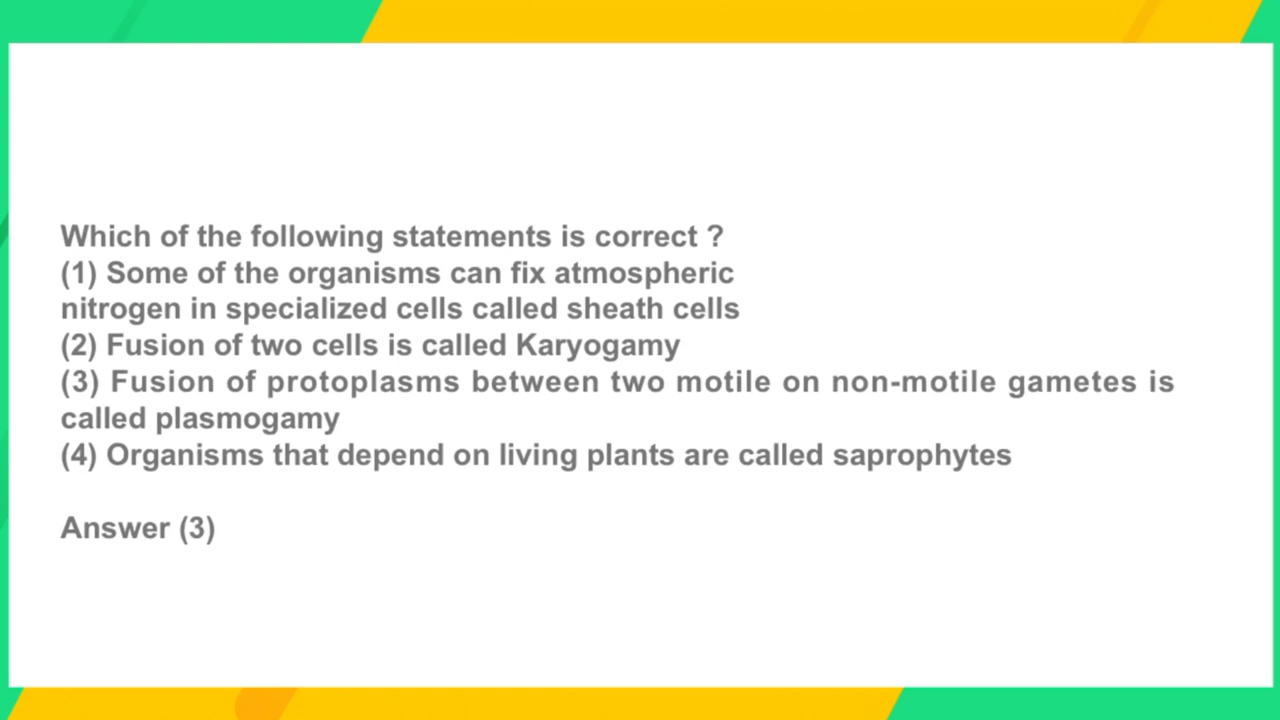 Which of the following statements is correct ?
(1) Some of the organisms can fix atmospheric
nitrogen in specialized cells called sheath cells
(2) Fusion of two cells is called Karyogamy
(3) Fusion of protoplasms between two motile on non-motile gametes is
called plasmogamy
(4) Organisms that depend on living plants are called saprophytes
Answer (3)